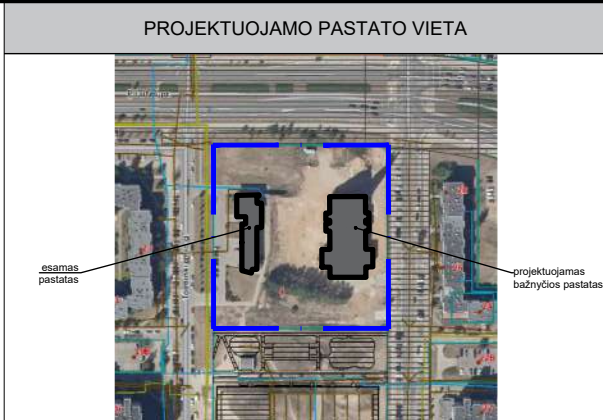 PROJEKTUOJAMO PASTATO VIETA
esamas
pastatas
projektuojamas
bažnyčios pastatas